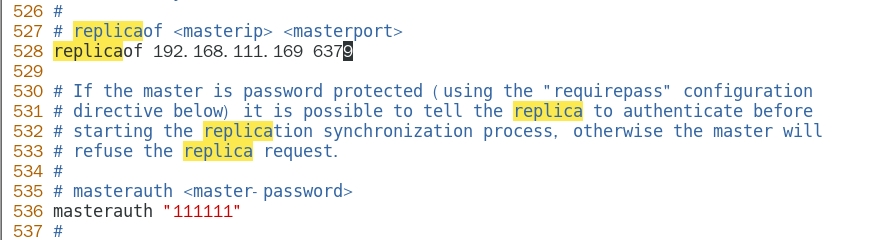 526 #
527 # replicaof <masterip> <masterport>
528 replicaof 192.168.111.169 6379
529
530 # If the master is password protected (using the "requirepass" configuration
531 # directive below) it is possible to tell the replica to authenticate before
532 # starting the replication synchronization process, otherwise the master will
533 # refuse the replica request.
534 #
535 # masterauth <master-password>
536 masterauth "111111"
537 #